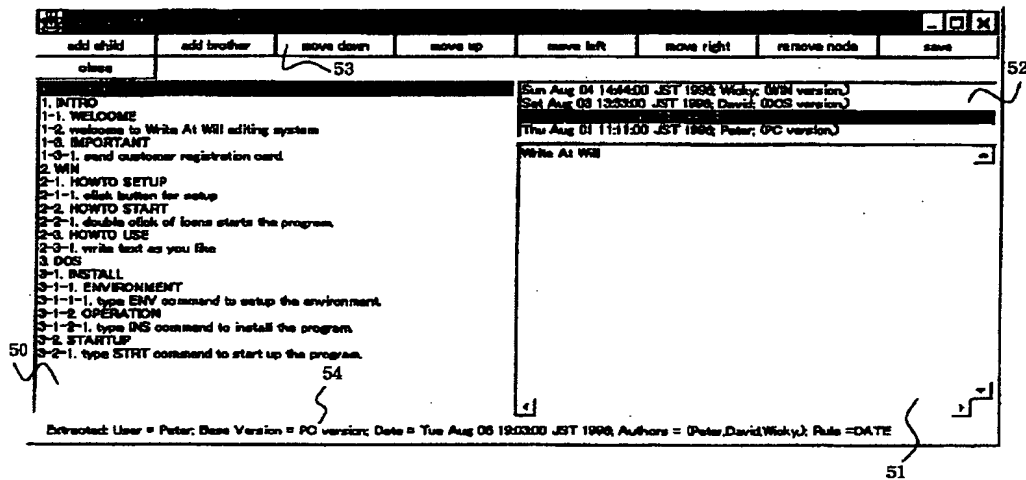 add child add brother move down move up move left move right remove node save
close
53
52
Sun Aug 04 14:44:00 JST 1996; Wicky; (WIN version,)
Sat Aug 03 13:33:00 JST 1996; David; (DOS version,)
Thu Aug 01 11:11:00 JST 1996; Peter; (PC version,)
Write At Will
1. INTRO
1-1. WELCOME
1-2. welcome to Write At Will editing system
1-3. IMPORTANT
1-3-1. send customer registration card.
2. WIN
2-1. HOWTO SETUP
2-1-1. click button for setup
2-2. HOWTO START
2-2-1. double click of icons starts the program.
2-3. HOWTO USE
2-3-1. write text as you like
3. DOS
3-1. INSTALL
3-1-1. ENVIRONMENT
3-1-1-1. type ENV command to setup the environment.
3-1-2. OPERATION
3-1-2-1. type INS command to install the program.
3-2. STARTUP
3-2-1. type STRT command to start up the program.
50
54
Extracted: User = Peter; Base Version = PC version; Date = Tue Aug 06 19:03:00 JST 1996; Authors = (Peter,David,Wicky,); Rule =DATE
51